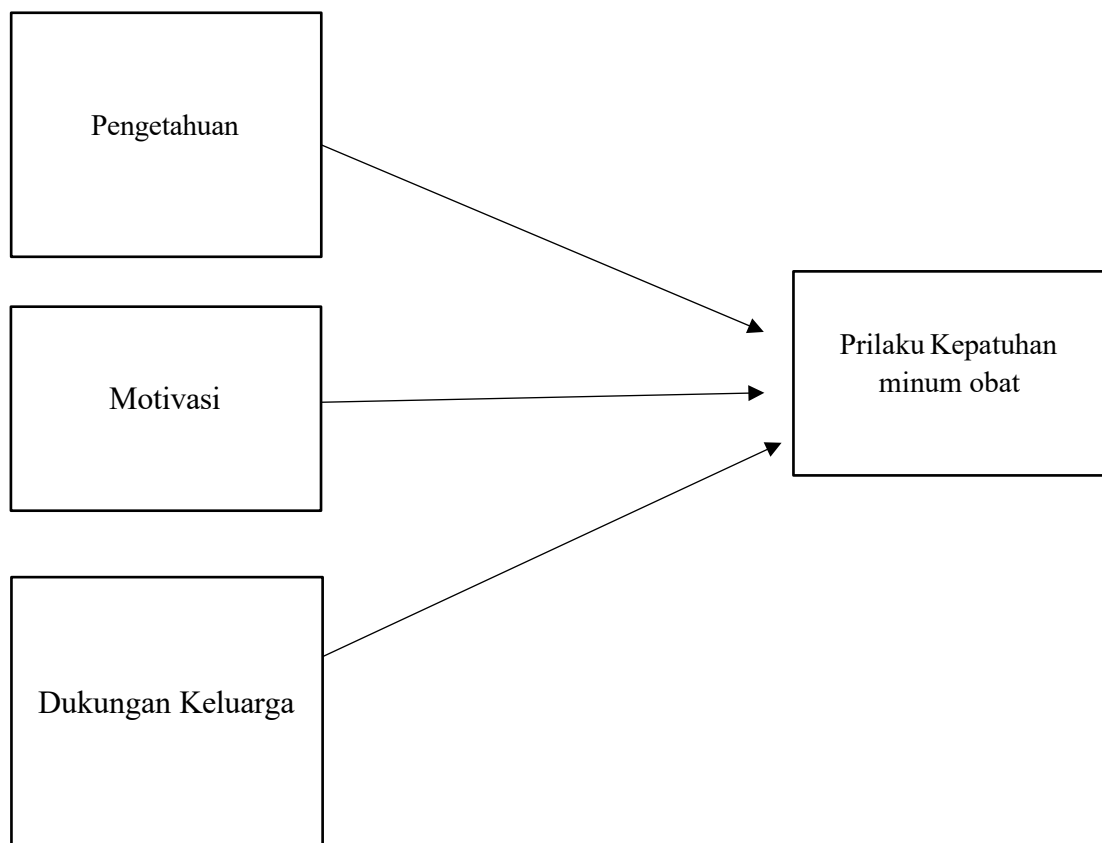 Pengetahuan
Motivasi
Dukungan Keluarga
Prilaku Kepatuhan
minum obat